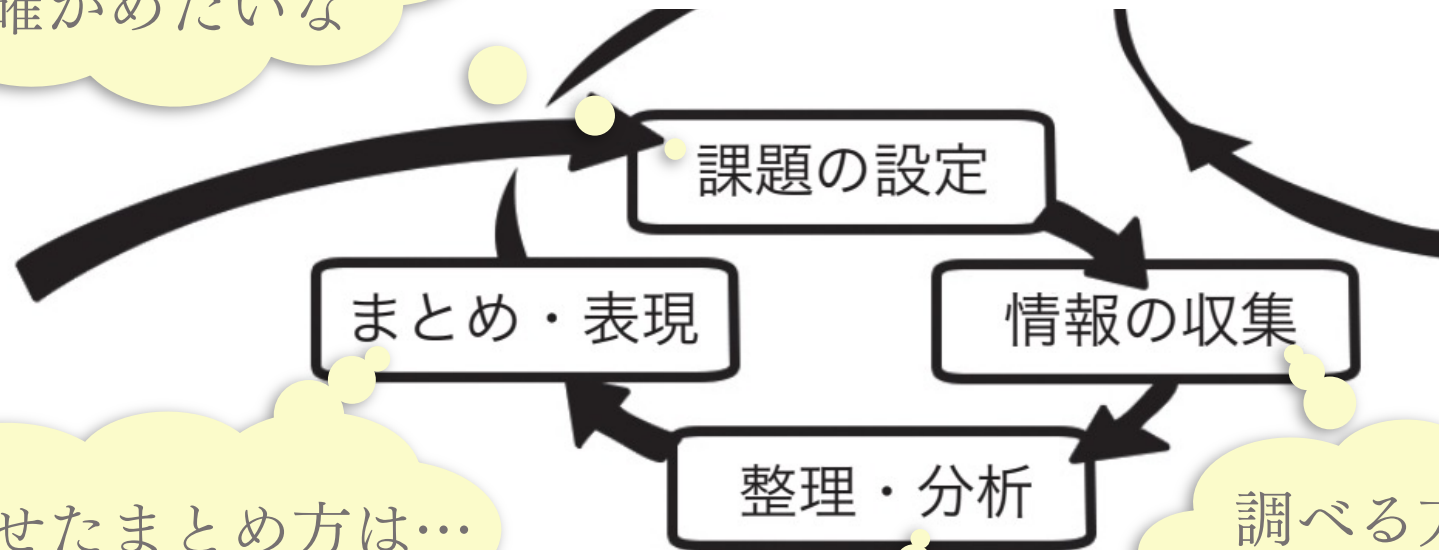 確かめたいな
課題の設定
まとめ・表現
情報の収集
整理・分析
せたまとめ方は…
調べる